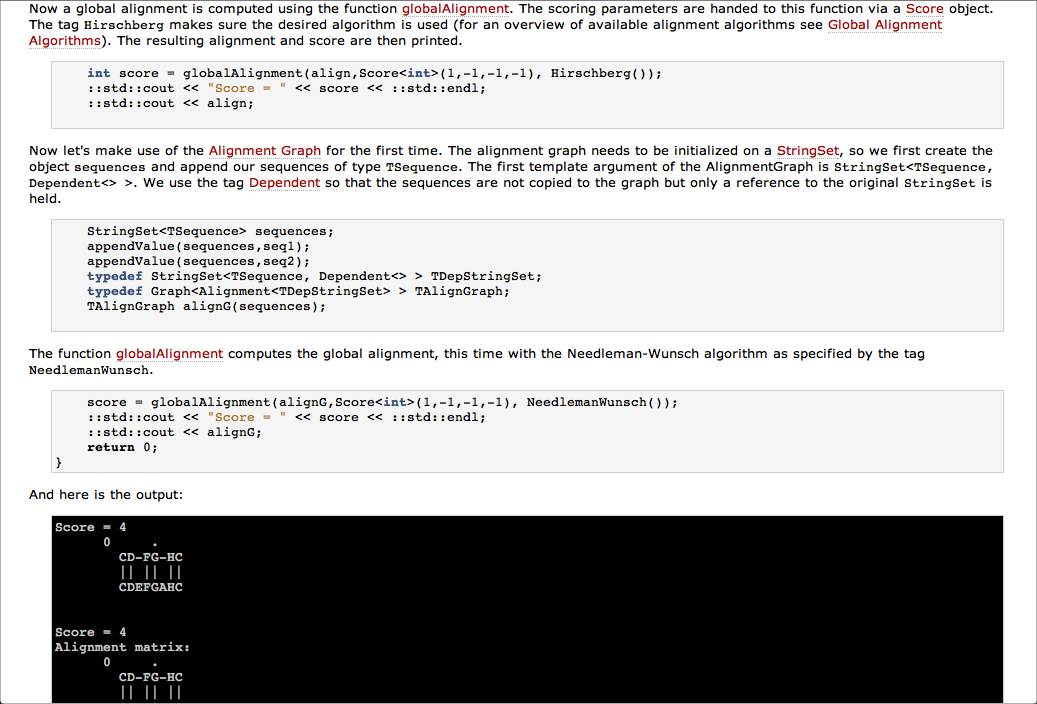 Now a global alignment is computed using the function globalAlignment. The scoring parameters are handed to this function via a Score object.
The tag Hirschberg makes sure the desired algorithm is used (for an overview of available alignment algorithms see Global Alignment
Algorithms). The resulting alignment and score are then printed.
int score = globalAlignment(align,Score<int>(1,-1,-1,-1), Hirschberg());
::std::cout << "Score = " << score << ::std::endl;
::std::cout << align;
Now let's make use of the Alignment Graph for the first time. The alignment graph needs to be initialized on a StringSet, so we first create the
object sequences and append our sequences of type TSequence. The first template argument of the AlignmentGraph is StringSet<TSequence,
Dependent<> >. We use the tag Dependent so that the sequences are not copied to the graph but only a reference to the original StringSet is
held.
StringSet<TSequence> sequences;
appendValue(sequences,seq1);
appendValue(sequences,seq2);
typedef StringSet<TSequence, Dependent<> > TDepStringSet;
typedef Graph<Alignment<TDepStringSet> > TAlignGraph;
TAlignGraph alignG(sequences);
The function globalAlignment computes the global alignment, this time with the Needleman-Wunsch algorithm as specified by the tag
NeedlemanWunsch.
score = globalAlignment(alignG,Score<int>(1,-1,-1,-1), NeedlemanWunsch());
::std::cout << "Score = " << score << ::std::endl;
::std::cout << alignG;
return 0;
}
And here is the output:
Score = 4
0     .
CD-FG-HC
|| || ||
CDEFGAHC
Score = 4
Alignment matrix:
0     .
CD-FG-HC
|| || ||